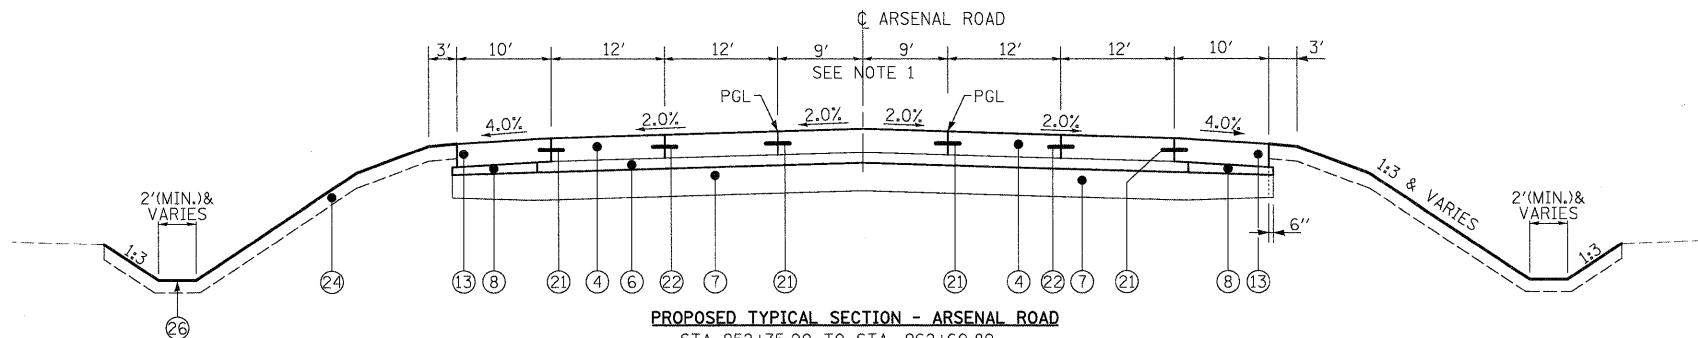 ℄ ARSENAL ROAD
3' 10' 12' 12' 9' 9' 12' 12' 10' 3'
SEE NOTE 1
PGL PGL
4.0% 2.0% 2.0% 2.0% 2.0% 4.0%
2'(MIN.)&
VARIES
1:3 & VARIES
2'(MIN.)&
VARIES
6"
1:3 1:3
24 13 8 21 4 6 22 7 21 21 4 22 7 21 8 13
26
PROPOSED TYPICAL SECTION - ARSENAL ROAD